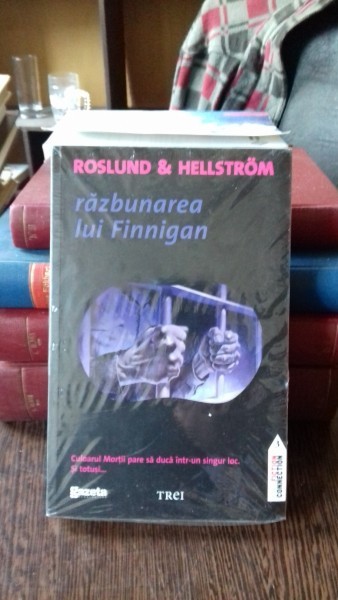 ROSLUND & HELLSTRÖM
răzbunarea
lui Finnigan
Culoarul Morții pare să ducă într-un singur loc.
Și totuși...
Gazeta
TREI
FICTION
CONNECTION